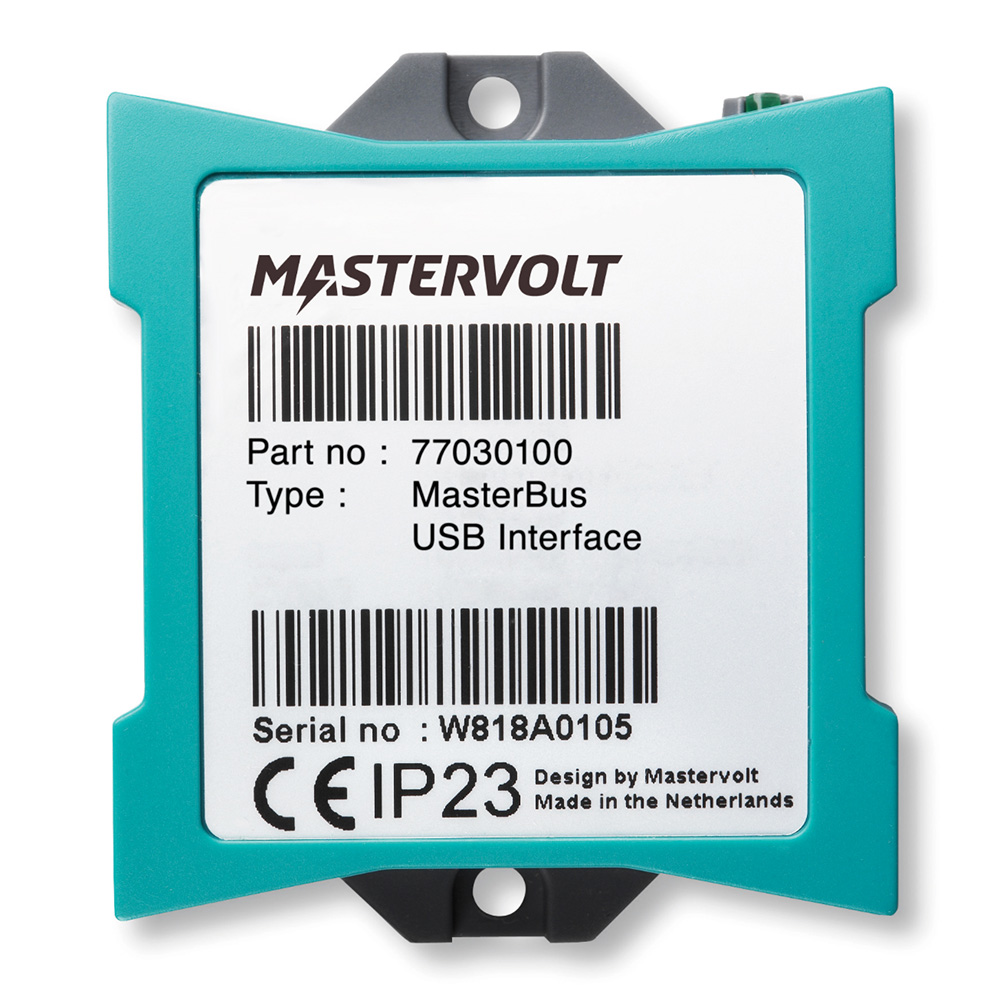 MASTERVOLT
Part no : 77030100
Type : MasterBus
USB Interface
Serial no : W818A0105
CE IP23 Design by Mastervolt
Made in the Netherlands